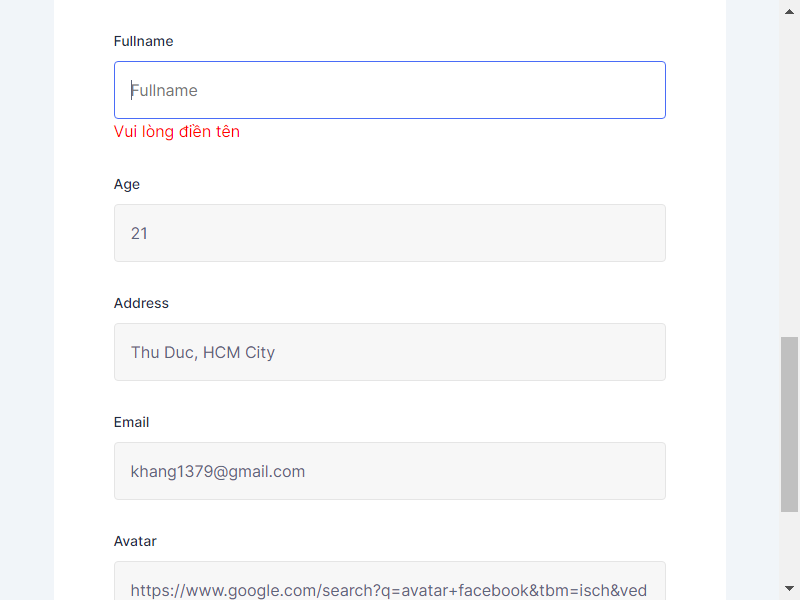 Fullname
Fullname
Vui lòng điền tên
Age
21
Address
Thu Duc, HCM City
Email
khang1379@gmail.com
Avatar
https://www.google.com/search?q=avatar+facebook&tbm=isch&ved